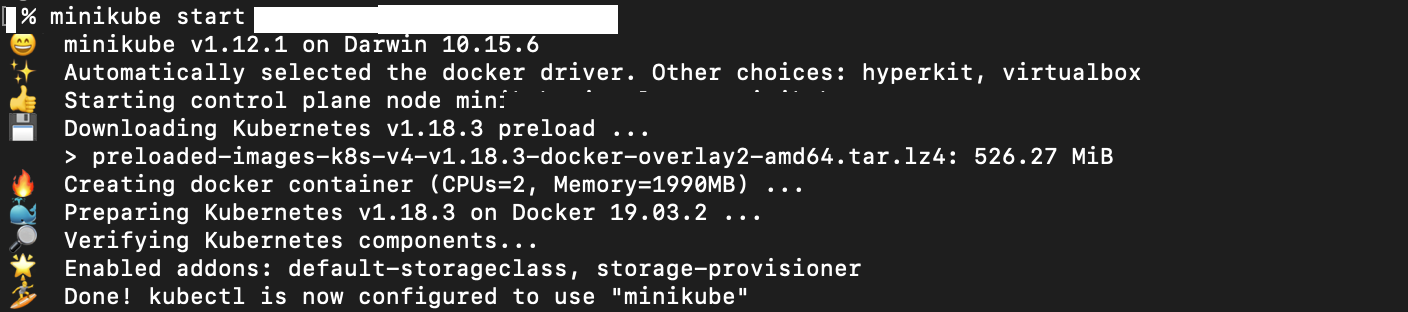 % minikube start
minikube v1.12.1 on Darwin 10.15.6
Automatically selected the docker driver. Other choices: hyperkit, virtualbox
Starting control plane node
Downloading Kubernetes v1.18.3 preload ...
> preloaded-images-k8s-v4-v1.18.3-docker-overlay2-amd64.tar.lz4: 526.27 MiB
Creating docker container (CPUs=2, Memory=1990MB) ...
Preparing Kubernetes v1.18.3 on Docker 19.03.2 ...
Verifying Kubernetes components...
Enabled addons: default-storageclass, storage-provisioner
Done! kubectl is now configured to use "minikube"